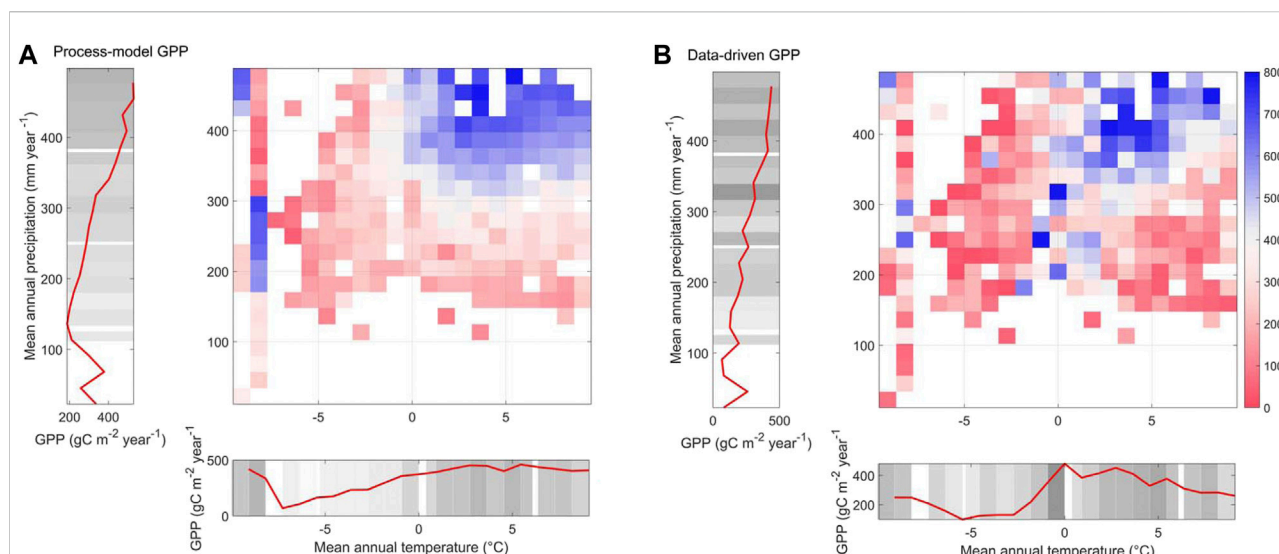 A Process-model GPP
Mean annual precipitation (mm year⁻¹)
400
300
200
100
200 400
GPP (gC m⁻² year⁻¹)
-5 0 5
GPP (gC m⁻² year⁻¹)
500
0
-5 0 5
Mean annual temperature (°C)
B Data-driven GPP
Mean annual precipitation (mm year⁻¹)
400
300
200
100
0 500
GPP (gC m⁻² year⁻¹)
400
300
200
100
-5 0 5
800
700
600
500
400
300
200
100
0
GPP (gC m⁻² year⁻¹)
400
200
-5 0 5
Mean annual temperature (°C)